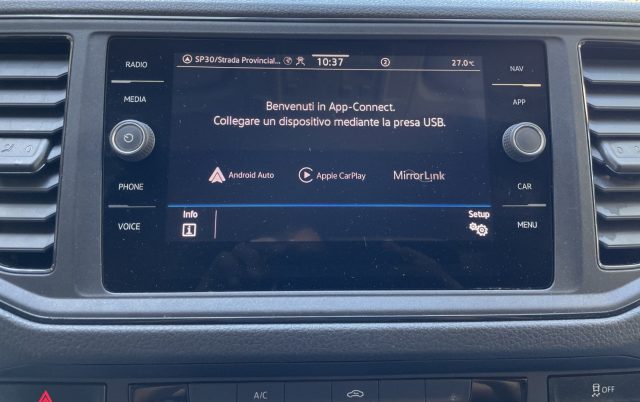 RADIO
MEDIA
PHONE
VOICE
SP30/Strada Provincial... 10:37 2 27.0°C
Benvenuti in App-Connect.
Collegare un dispositivo mediante la presa USB.
Android Auto Apple CarPlay MirrorLink
Info Setup
NAV
APP
CAR
MENU
A/C
OFF